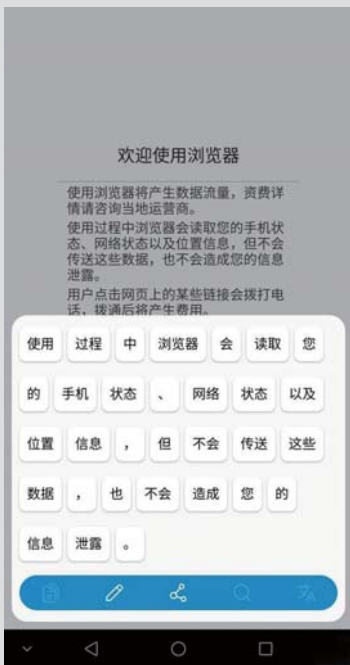 欢迎使用浏览器
使用浏览器将产生数据流量，资费详
情请咨询当地运营商。
使用过程中浏览器会读取您的手机状
态、网络状态以及位置信息，但不会
传送这些数据，也不会造成您的信息
泄露。
用户点击网页上的某些链接会拨打电
话，拨通后将产生费用。
使用 过程 中 浏览器 会 读取 您
的 手机 状态 、 网络 状态 以及
位置 信息 ， 但 不会 传送 这些
数据 ， 也 不会 造成 您 的
信息 泄露 。